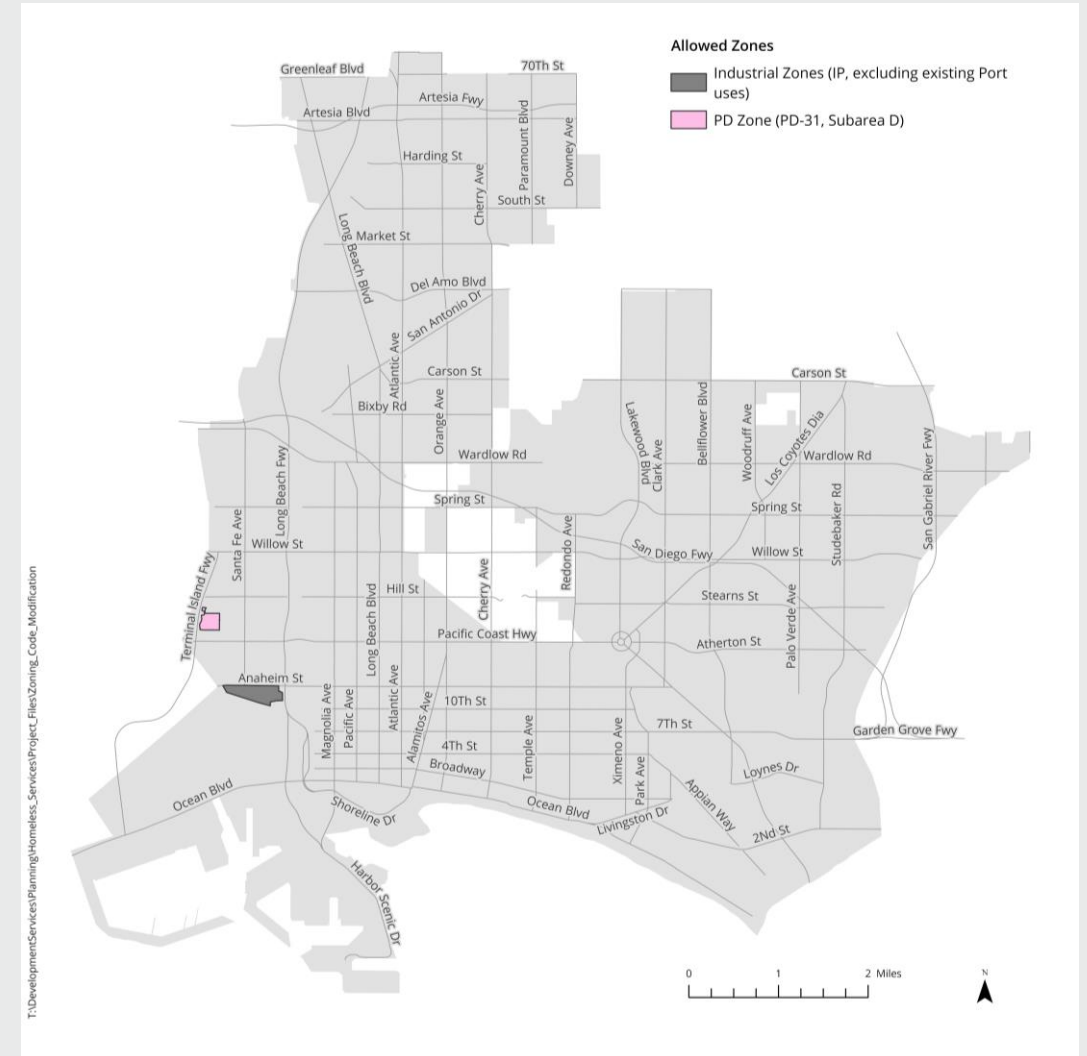 Allowed Zones
Industrial Zones (IP, excluding existing Port
uses)
PD Zone (PD-31, Subarea D)
Greenleaf Blvd
70Th St
Artesia Fwy
Artesia Blvd
Paramount Blvd
Downey Ave
Harding St
Cherry Ave
South St
Long Beach Blvd
Market St
Del Amo Blvd
San Antonio Dr
Atlantic Ave
Carson St
Carson St
Bixby Rd
Orange Ave
Lakewood Blvd
Clark Ave
Bellflower Blvd
Woodruff Ave
Los Coyotes Dia
Wardlow Rd
Wardlow Rd
San Gabriel River Fwy
Long Beach Fwy
Spring St
Spring St
Studebaker Rd
Santa Fe Ave
Willow St
Redondo Ave
San Diego Fwy
Willow St
Terminal Island Fwy
Hill St
Cherry Ave
Long Beach Blvd
Stearns St
Palo Verde Ave
Pacific Coast Hwy
Atherton St
Anaheim St
Magnolia Ave
Pacific Ave
Atlantic Ave
Alamitos Ave
10Th St
Temple Ave
Ximeno Ave
7Th St
Garden Grove Fwy
4Th St
Broadway
Park Ave
Loynes Dr
Appian Way
Ocean Blvd
Shoreline Dr
Ocean Blvd
Livingston Dr
2Nd St
Harbor Scenic Dr
0 1 2 Miles
N
T:\DevelopmentServices\Planning\Homeless_Services\Project_Files\Zoning_Code_Modification